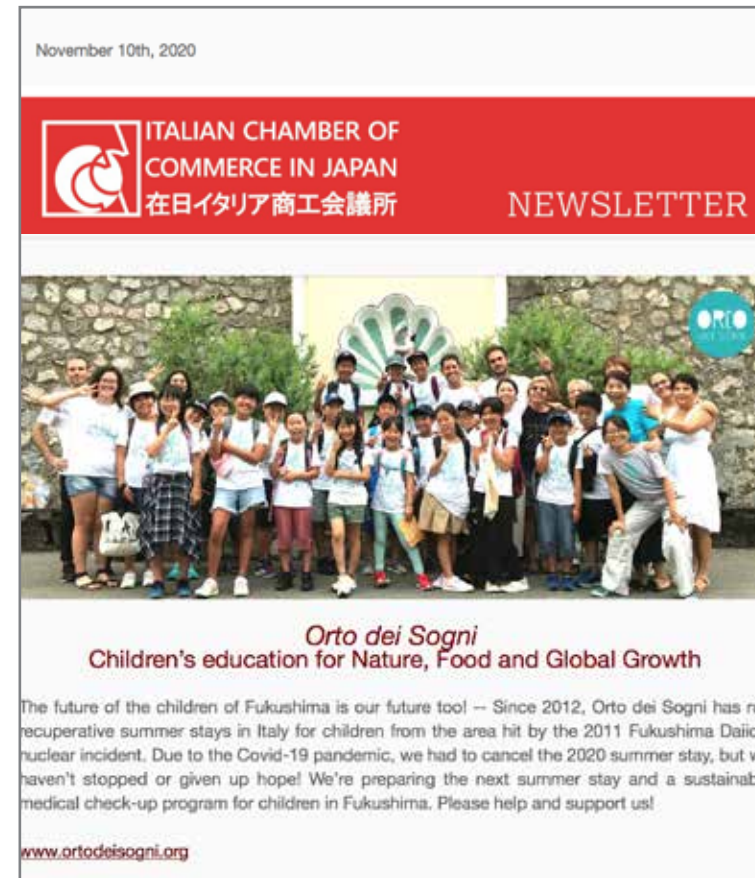 November 10th, 2020
ITALIAN CHAMBER OF
COMMERCE IN JAPAN
在日イタリア商工会議所
NEWSLETTER
ORTO
Orto dei Sogni
Children's education for Nature, Food and Global Growth
The future of the children of Fukushima is our future too! -- Since 2012, Orto dei Sogni has
recuperative summer stays in Italy for children from the area hit by the 2011 Fukushima
nuclear incident. Due to the Covid-19 pandemic, we had to cancel the 2020 summer stay, but
haven't stopped or given up hope! We're preparing the next summer stay and a
medical check-up program for children in Fukushima. Please help and support us!
www.ortodeisogni.org